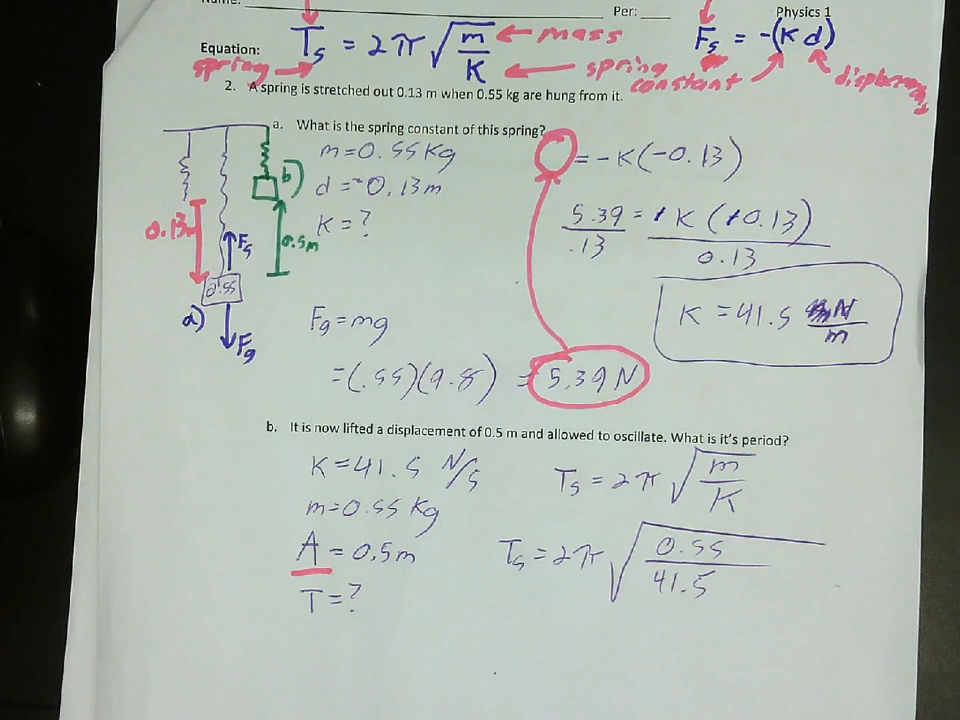 Per: ____ Physics 1
Equation: Ts = 2π √(m/K) ← mass
Fs = -(K d)
spring → ← spring constant displacement
2. A spring is stretched out 0.13 m when 0.55 kg are hung from it.
a. What is the spring constant of this spring?
m=0.55 Kg
d = -0.13m
K = ?
= -K(-0.13)
5.39/.13 = +K(+0.13)/0.13
K = 41.5 N/m
b)
0.13m
Fs
0.5m
0.55
a)
Fg
Fg = mg
= (.55)(9.8) = 5.39 N
b. It is now lifted a displacement of 0.5 m and allowed to oscillate. What is it's period?
K = 41.5 N/s
Ts = 2π √(m/K)
m=0.55 Kg
A = 0.5m
Ts = 2π √(0.55/41.5)
T = ?